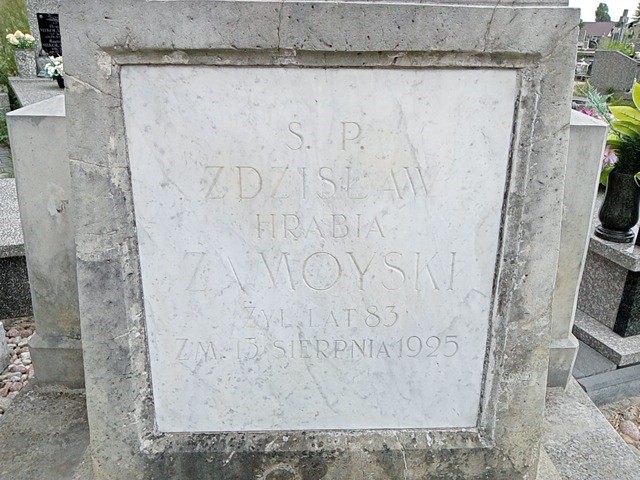 S. P.
ZDZISŁAW
HRABIA
ZAMOYSKI
ŻYŁ LAT 83
ZM. 13 SIERPNIA 1925